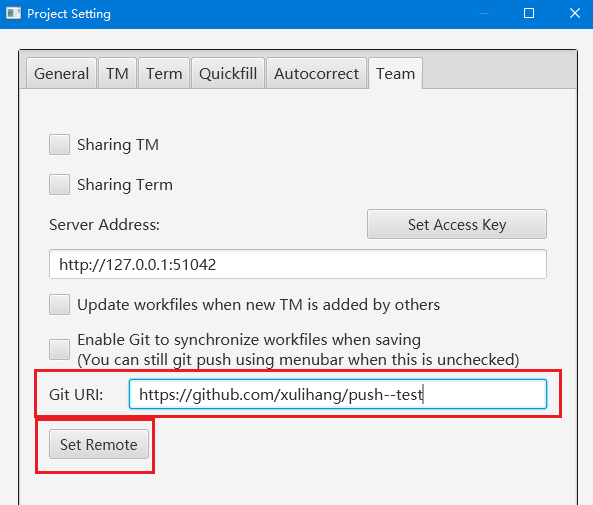 Project Setting
General TM Term Quickfill Autocorrect Team
Sharing TM
Sharing Term
Server Address: Set Access Key
http://127.0.0.1:51042
Update workfiles when new TM is added by others
Enable Git to synchronize workfiles when saving
(You can still git push using menubar when this is unchecked)
Git URI: https://github.com/xulihang/push--test
Set Remote